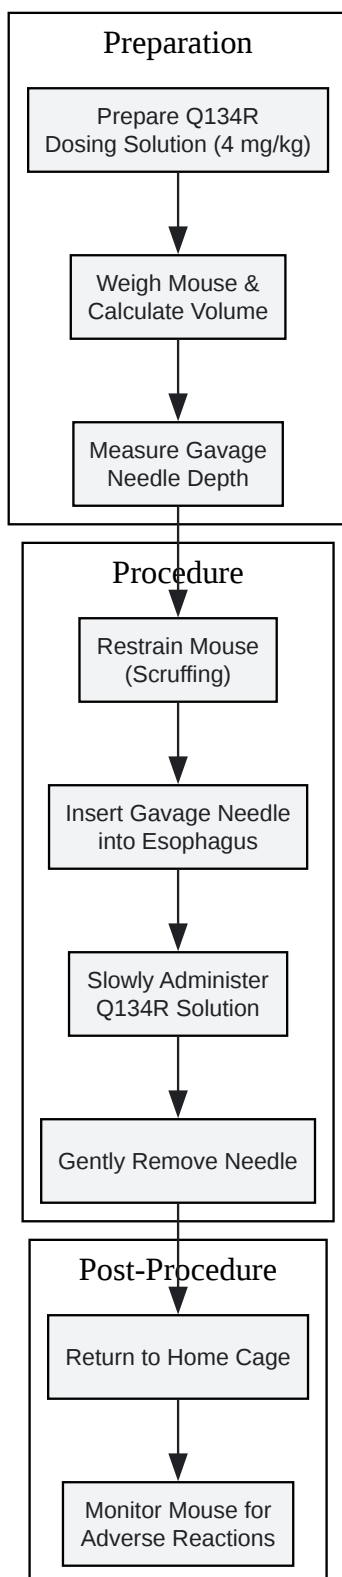 Preparation
Prepare Q134R
Dosing Solution (4 mg/kg)
Weigh Mouse &
Calculate Volume
Measure Gavage
Needle Depth
Procedure
Restrain Mouse
(Scruffing)
Insert Gavage Needle
into Esophagus
Slowly Administer
Q134R Solution
Gently Remove Needle
Post-Procedure
Return to Home Cage
Monitor Mouse for
Adverse Reactions